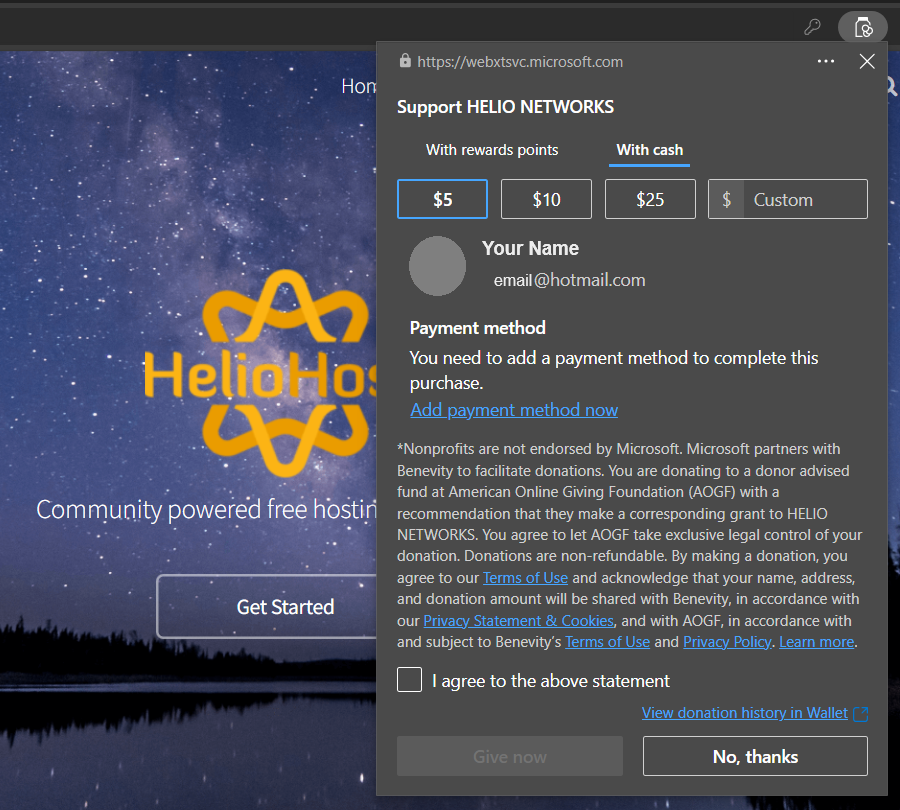 https://webxtsvc.microsoft.com
Hom
Support HELIO NETWORKS
With rewards points
With cash
$5
$10
$25
$ Custom
Your Name
email@hotmail.com
HelioHos
Payment method
You need to add a payment method to complete this
purchase.
Add payment method now
*Nonprofits are not endorsed by Microsoft. Microsoft partners with
Benevity to facilitate donations. You are donating to a donor advised
fund at American Online Giving Foundation (AOGF) with a
recommendation that they make a corresponding grant to HELIO
NETWORKS. You agree to let AOGF take exclusive legal control of your
donation. Donations are non-refundable. By making a donation, you
agree to our Terms of Use and acknowledge that your name, address,
and donation amount will be shared with Benevity, in accordance with
our Privacy Statement & Cookies, and with AOGF, in accordance with
and subject to Benevity's Terms of Use and Privacy Policy. Learn more.
Community powered free hostin
Get Started
I agree to the above statement
View donation history in Wallet
Give now
No, thanks